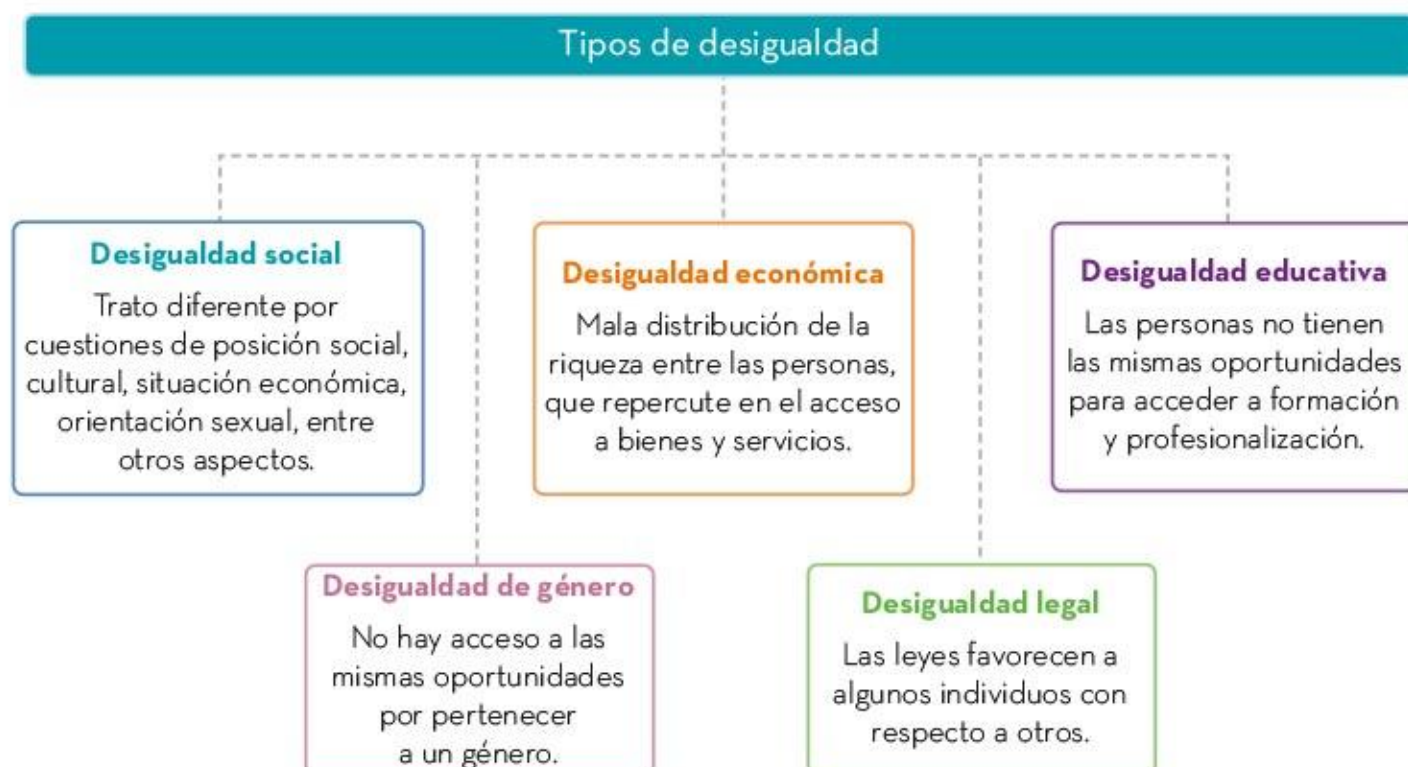 Tipos de desigualdad
Desigualdad social
Trato diferente por
cuestiones de posición social,
cultural, situación económica,
orientación sexual, entre
otros aspectos.
Desigualdad económica
Mala distribución de la
riqueza entre las personas,
que repercute en el acceso
a bienes y servicios.
Desigualdad educativa
Las personas no tienen
las mismas oportunidades
para acceder a formación
y profesionalización.
Desigualdad de género
No hay acceso a las
mismas oportunidades
por pertenecer
a un género.
Desigualdad legal
Las leyes favorecen a
algunos individuos con
respecto a otros.